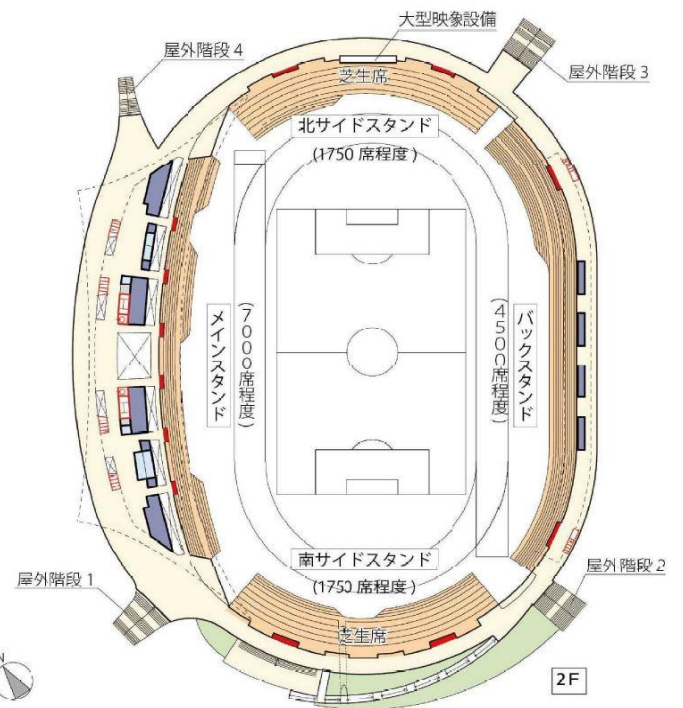 大型映像設備
屋外階段 4
屋外階段 3
芝生席
北サイドスタンド
(1750 席程度)
メインスタンド
(7000席程度)
バックスタンド
(4500席程度)
南サイドスタンド
(1750 席程度)
屋外階段 1
屋外階段 2
芝生席
N
2F